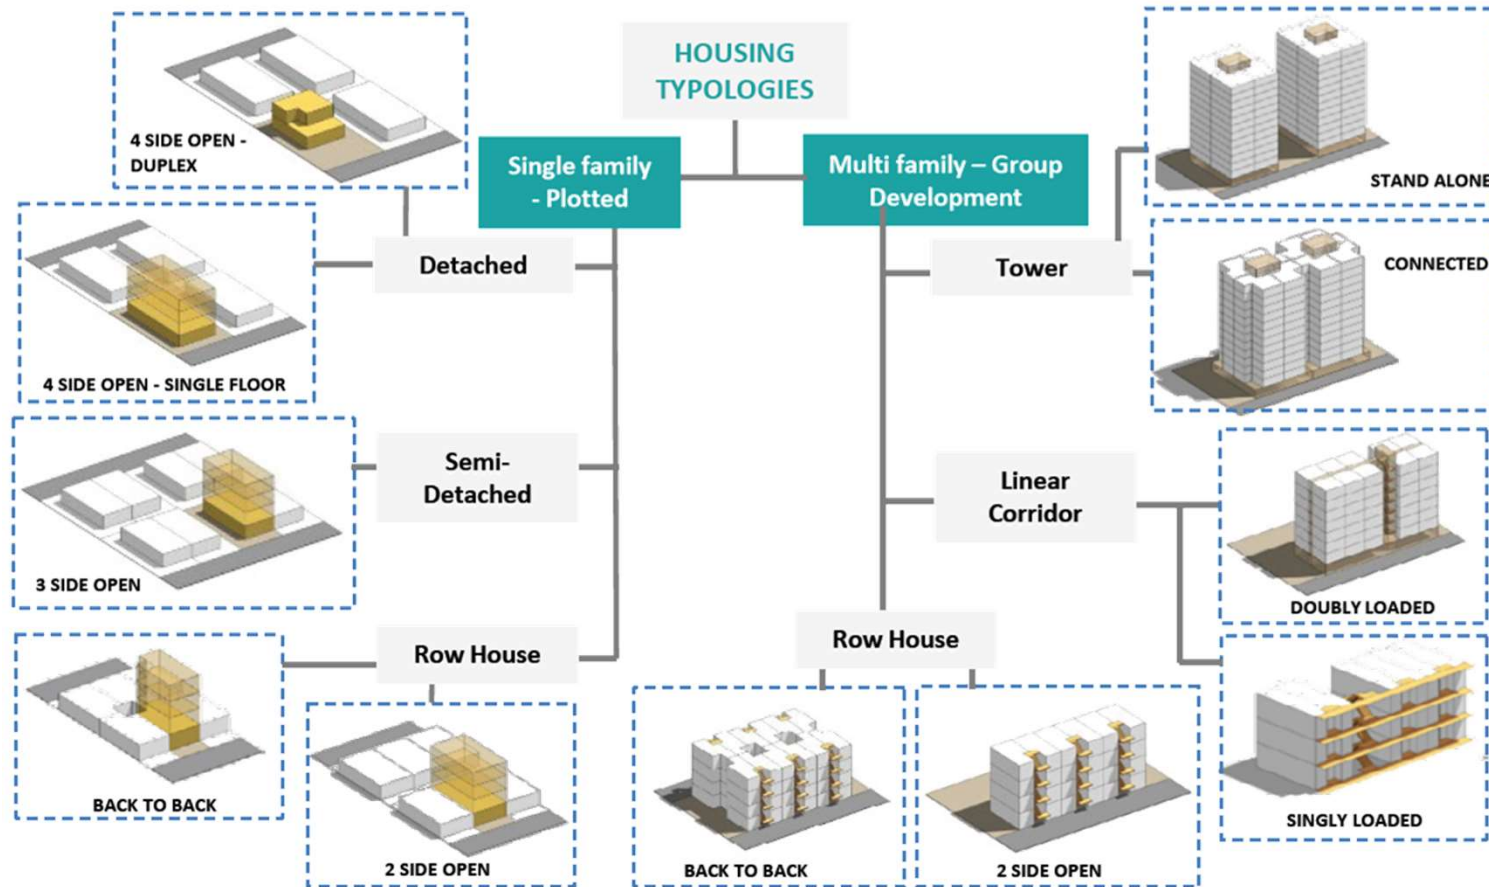 HOUSING
TYPOLOGIES
Single family
- Plotted
Multi family – Group
Development
4 SIDE OPEN -
DUPLEX
Detached
4 SIDE OPEN - SINGLE FLOOR
Semi-
Detached
3 SIDE OPEN
Row House
BACK TO BACK
2 SIDE OPEN
Tower
STAND ALONE
CONNECTED
Linear
Corridor
DOUBLY LOADED
SINGLY LOADED
Row House
BACK TO BACK
2 SIDE OPEN